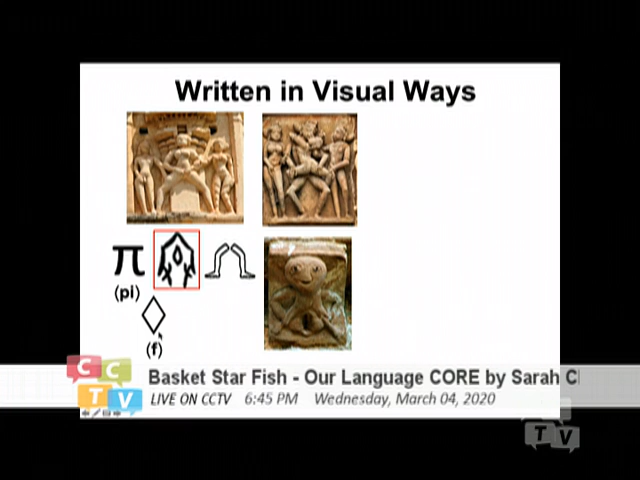 Written in Visual Ways
π
(pi)
(f)
CCTV
Basket Star Fish - Our Language CORE by Sarah
LIVE ON CCTV 6:45 PM Wednesday, March 04, 2020
TV